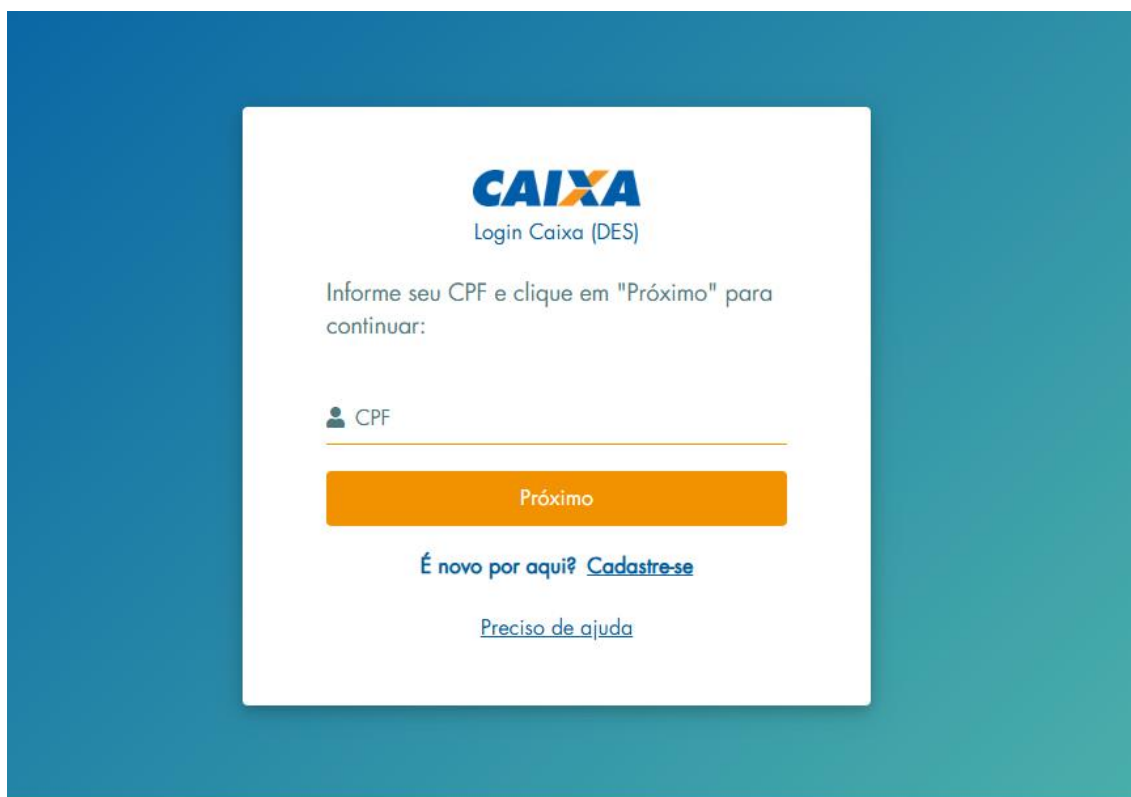 CAIXA
Login Caixa (DES)
Informe seu CPF e clique em "Próximo" para
continuar:
CPF
Próximo
É novo por aqui? Cadastre-se
Preciso de ajuda